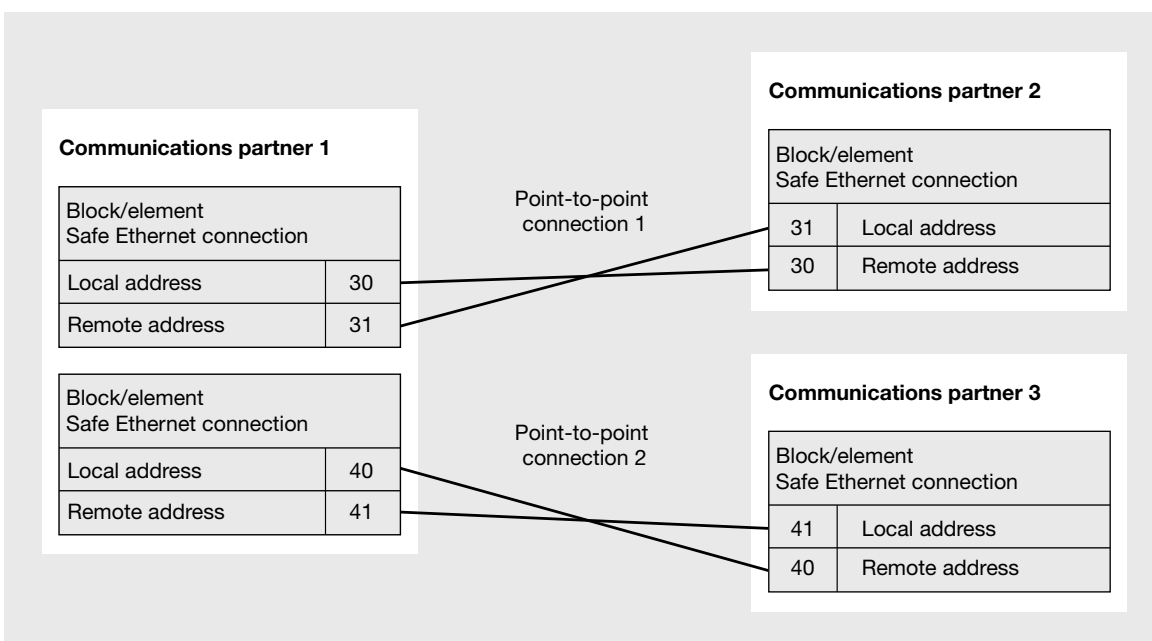 Communications partner 1
Block/element
Safe Ethernet connection
Local address 30
Remote address 31
Block/element
Safe Ethernet connection
Local address 40
Remote address 41
Point-to-point
connection 1
Point-to-point
connection 2
Communications partner 2
Block/element
Safe Ethernet connection
31 Local address
30 Remote address
Communications partner 3
Block/element
Safe Ethernet connection
41 Local address
40 Remote address